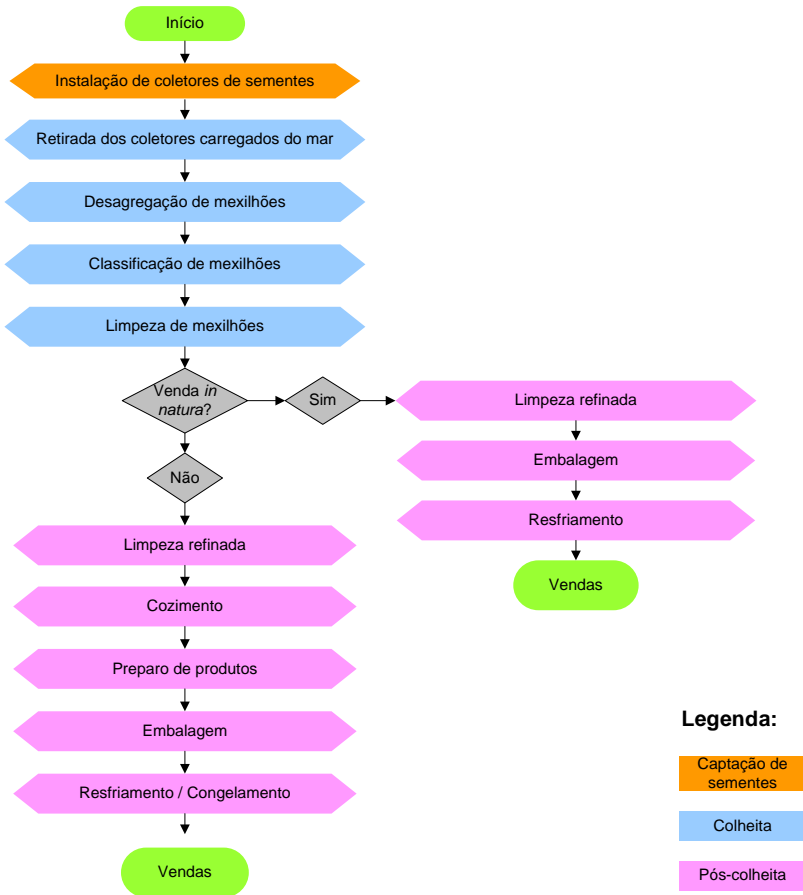 Início
Instalação de coletores de sementes
Retirada dos coletores carregados do mar
Desagregação de mexilhões
Classificação de mexilhões
Limpeza de mexilhões
Venda in
natura?
Sim
Não
Limpeza refinada
Embalagem
Resfriamento
Vendas
Limpeza refinada
Cozimento
Preparo de produtos
Embalagem
Resfriamento / Congelamento
Vendas
Legenda:
Captação de
sementes
Colheita
Pós-colheita